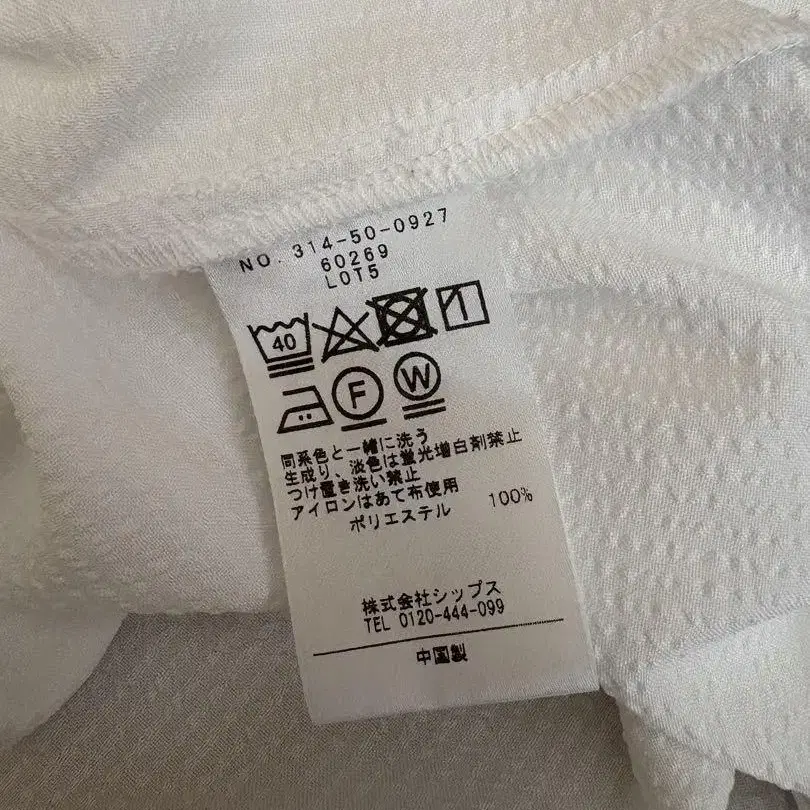 NO. 314-50-0927
60269
LOT5
40
F W
同系色と一緒に洗う
生成り、淡色は蛍光増白剤禁止
つけ置き洗い禁止
アイロンはあて布使用
ポリエステル 100%
株式会社シップス
TEL 0120-444-099
中国製